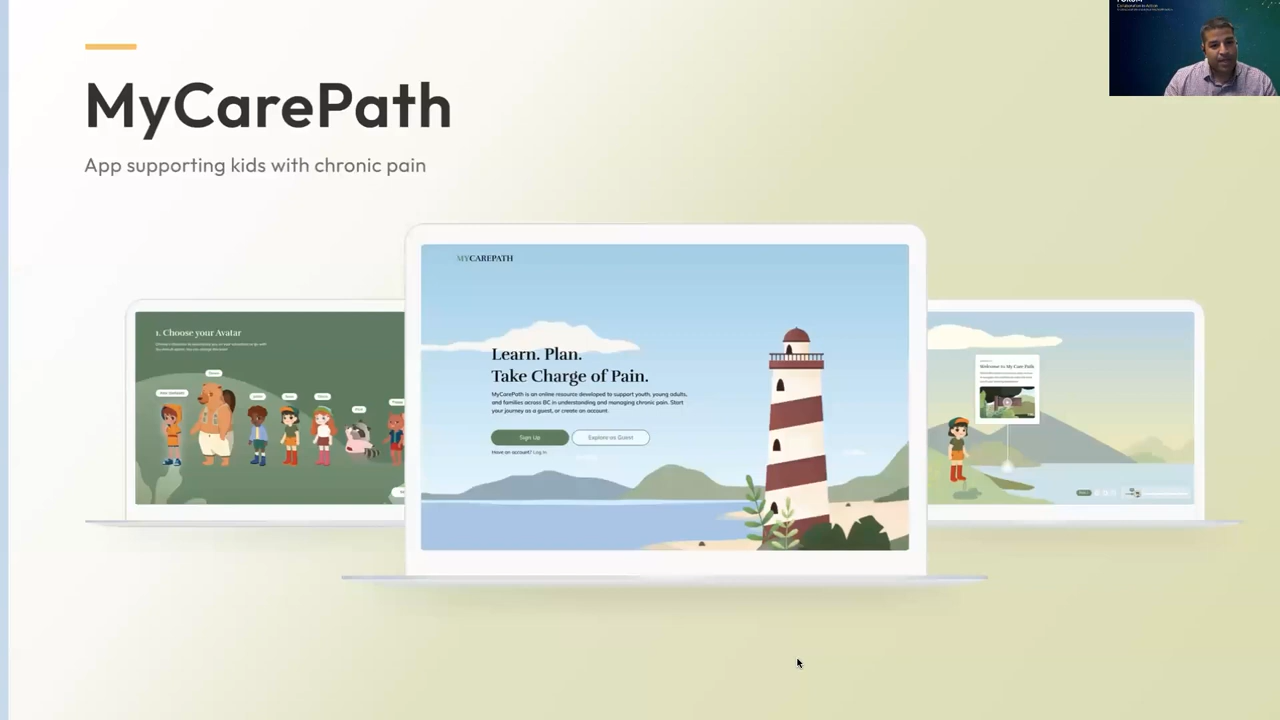 MyCarePath
App supporting kids with chronic pain
1. Choose your Avatar
MYCAREPATH
Learn. Plan.
Take Charge of Pain.
MyCarePath is an online resource developed to support youth, young adults,
and families across BC in understanding and managing chronic pain. Start
your journey as a guest, or create an account.
Sign Up
Explore as Guest
Have an account? Log In
Welcome to My Care Path